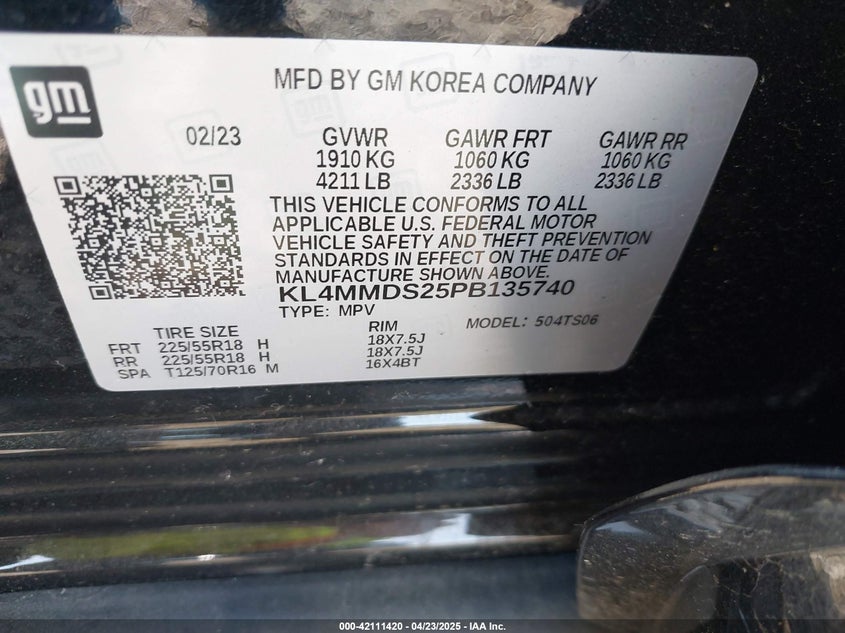 gm
MFD BY GM KOREA COMPANY
02/23
GVWR GAWR FRT GAWR RR
1910 KG 1060 KG 1060 KG
4211 LB 2336 LB 2336 LB
THIS VEHICLE CONFORMS TO ALL
APPLICABLE U.S. FEDERAL MOTOR
VEHICLE SAFETY AND THEFT PREVENTION
STANDARDS IN EFFECT ON THE DATE OF
MANUFACTURE SHOWN ABOVE.
KL4MMDS25PB135740
TYPE: MPV MODEL: 504TS06
TIRE SIZE RIM
FRT 225/55R18 H 18X7.5J
RR 225/55R18 H 18X7.5J
SPA T125/70R16 M 16X4BT
000-42111420 - 04/23/2025 - IAA Inc.